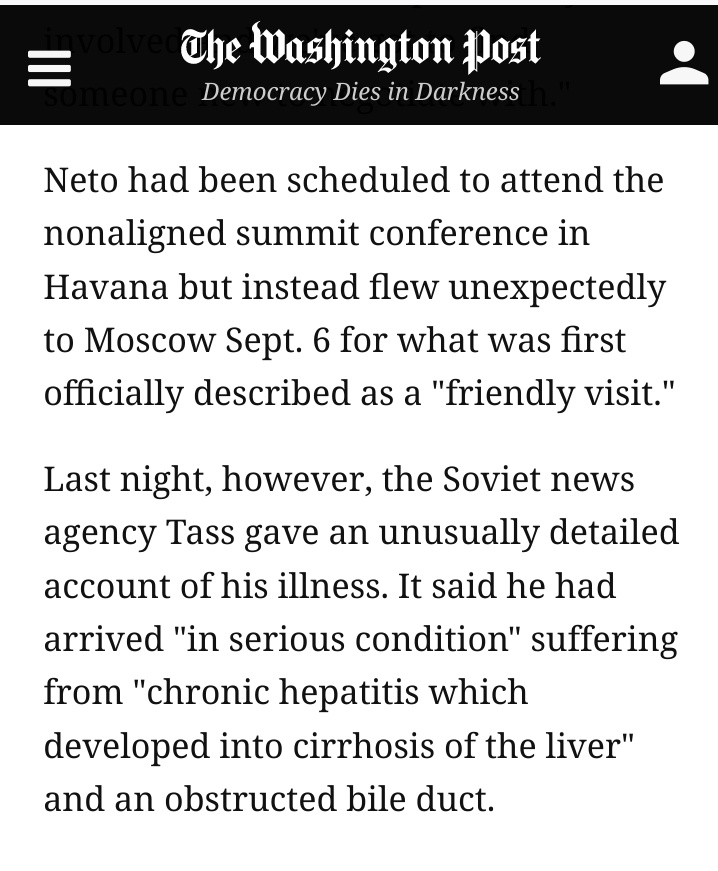 involved
The Washington Post
someone
Democracy Dies in Darkness
Neto had been scheduled to attend the
nonaligned summit conference in
Havana but instead flew unexpectedly
to Moscow Sept. 6 for what was first
officially described as a "friendly visit."
Last night, however, the Soviet news
agency Tass gave an unusually detailed
account of his illness. It said he had
arrived "in serious condition" suffering
from "chronic hepatitis which
developed into cirrhosis of the liver"
and an obstructed bile duct.